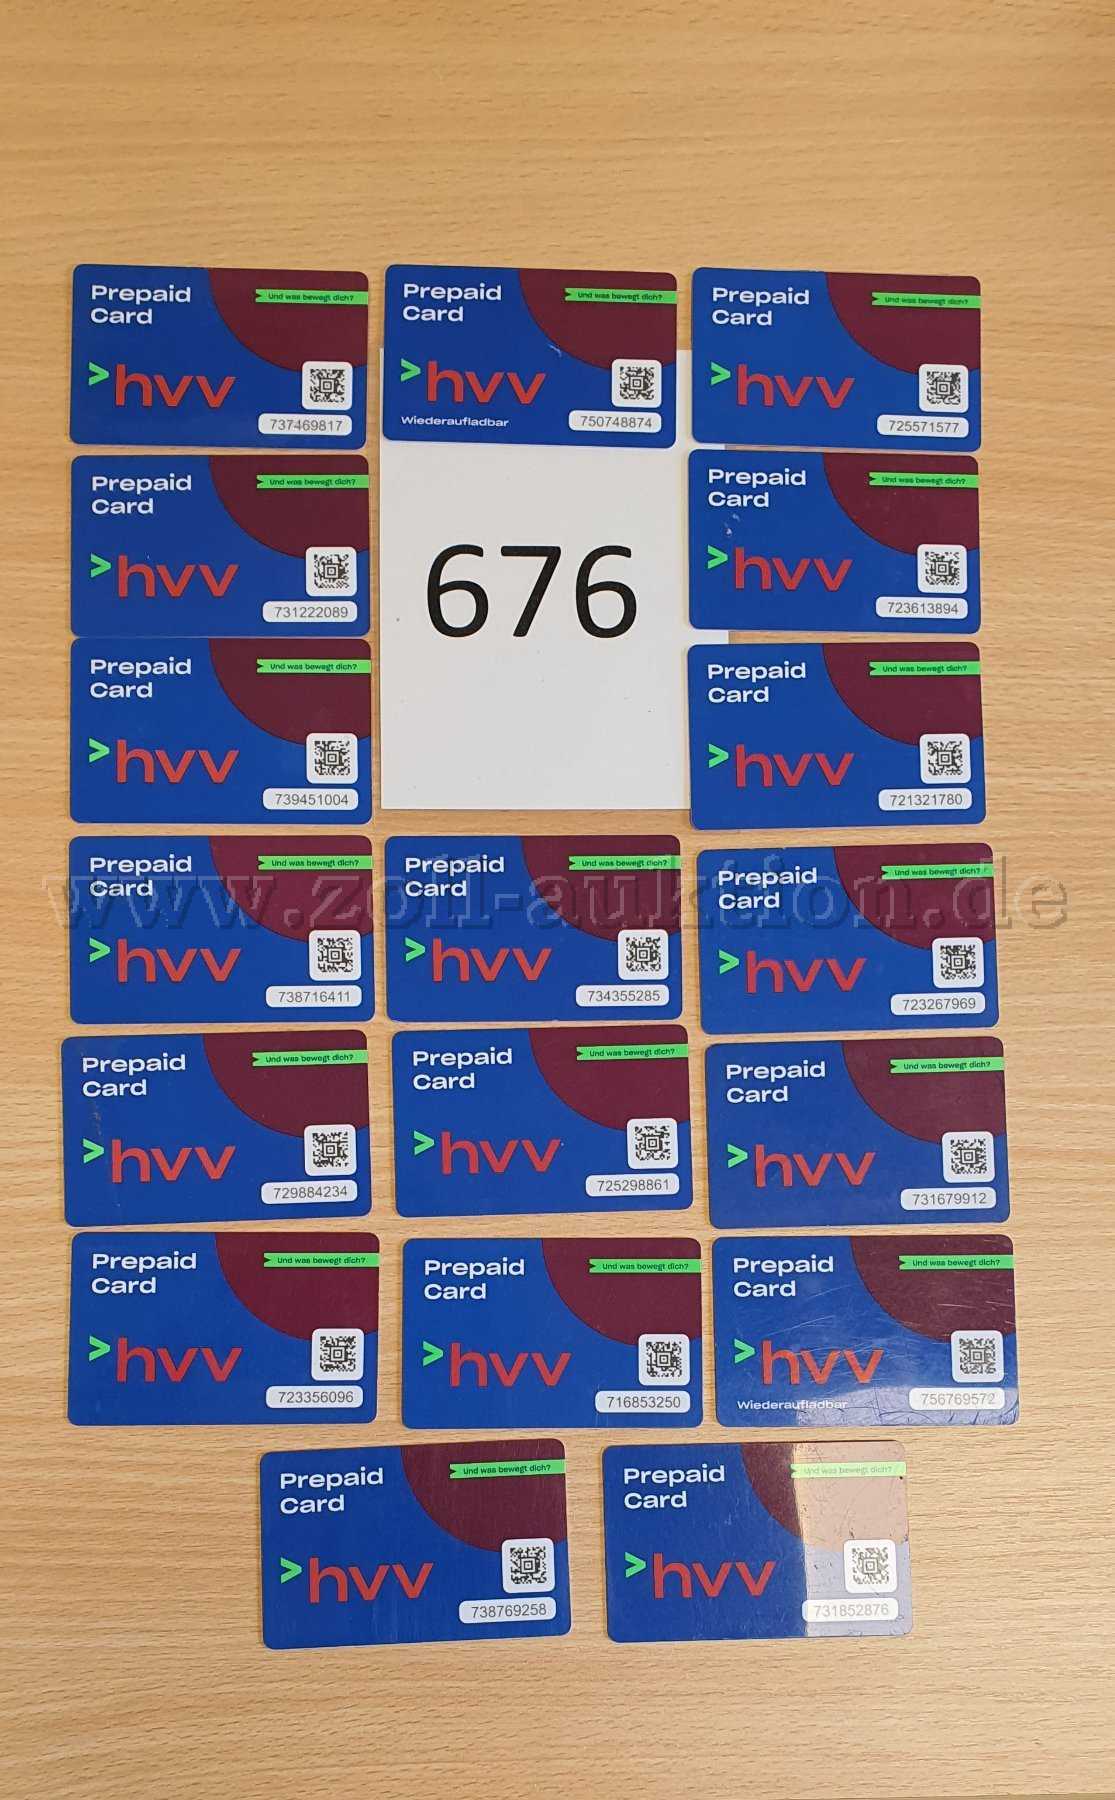 Prepaid
Card
Und was bewegt dich?
>hvv
737469817
Prepaid
Card
Und was bewegt dich?
>hvv
Wiederaufladbar
750748874
Prepaid
Card
Und was bewegt dich?
>hvv
725571577
Prepaid
Card
Und was bewegt dich?
>hvv
731222089
676
Prepaid
Card
Und was bewegt dich?
>hvv
723613894
Prepaid
Card
Und was bewegt dich?
>hvv
739451004
Prepaid
Card
Und was bewegt dich?
>hvv
721321780
www.zoll-auktion.de
Prepaid
Card
Und was bewegt dich?
>hvv
738716411
Prepaid
Card
Und was bewegt dich?
>hvv
734355285
Prepaid
Card
Und was bewegt dich?
>hvv
723267969
Prepaid
Card
Und was bewegt dich?
>hvv
729884234
Prepaid
Card
Und was bewegt dich?
>hvv
725298861
Prepaid
Card
Und was bewegt dich?
>hvv
731679912
Prepaid
Card
Und was bewegt dich?
>hvv
723356096
Prepaid
Card
Und was bewegt dich?
>hvv
716853250
Prepaid
Card
Und was bewegt dich?
>hvv
Wiederaufladbar
756769572
Prepaid
Card
Und was bewegt dich?
>hvv
738769258
Prepaid
Card
Und was bewegt dich?
>hvv
731852876